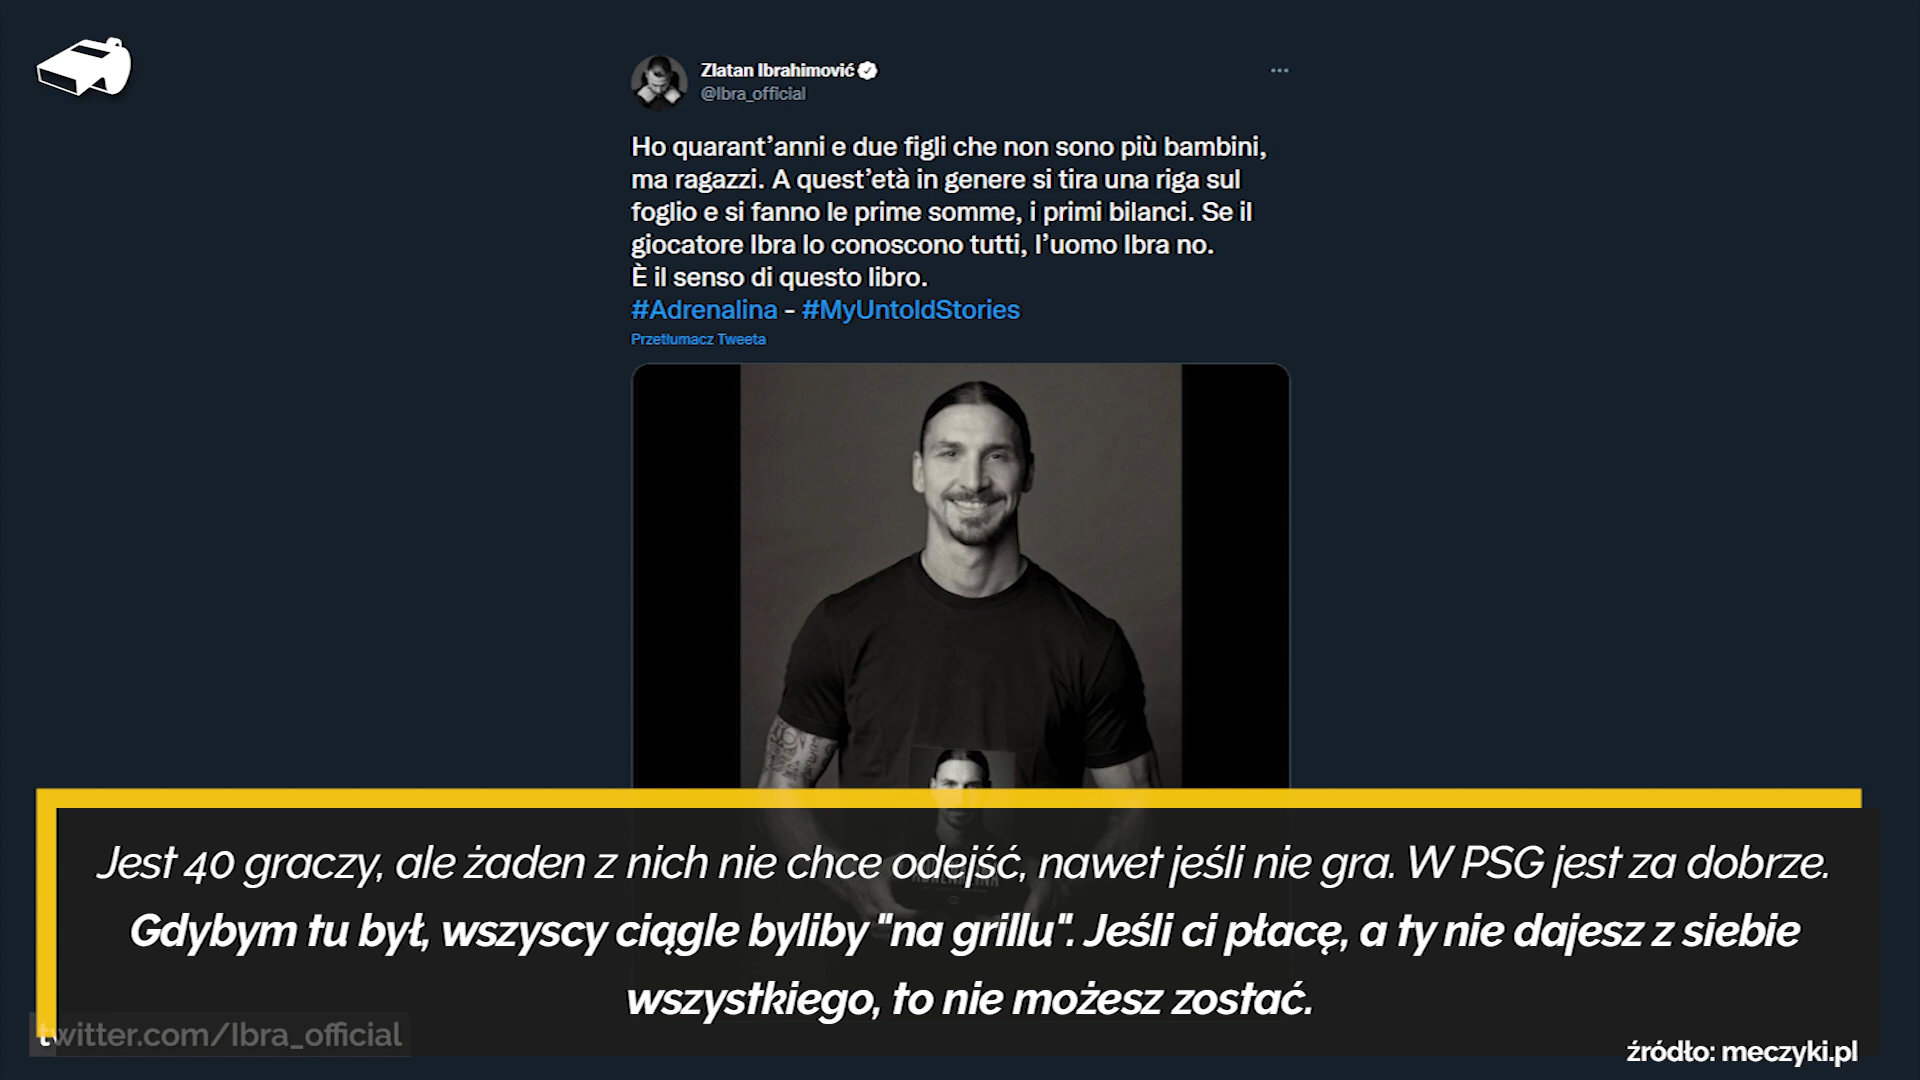 Zlatan Ibrahimović
@Ibra_official
Ho quarant’anni e due figli che non sono più bambini,
ma ragazzi. A quest’età in genere si tira una riga sul
foglio e si fanno le prime somme, i primi bilanci. Se il
giocatore Ibra lo conoscono tutti, l’uomo Ibra no.
È il senso di questo libro.
#Adrenalina - #MyUntoldStories
Przetłumacz Tweeta
Jest 40 graczy, ale żaden z nich nie chce odejść, nawet jeśli nie gra. W PSG jest za dobrze.
Gdybym tu był, wszyscy ciągle byliby "na grillu". Jeśli ci płacę, a ty nie dajesz z siebie
wszystkiego, to nie możesz zostać.
twitter.com/Ibra_official
źródło: meczyki.pl